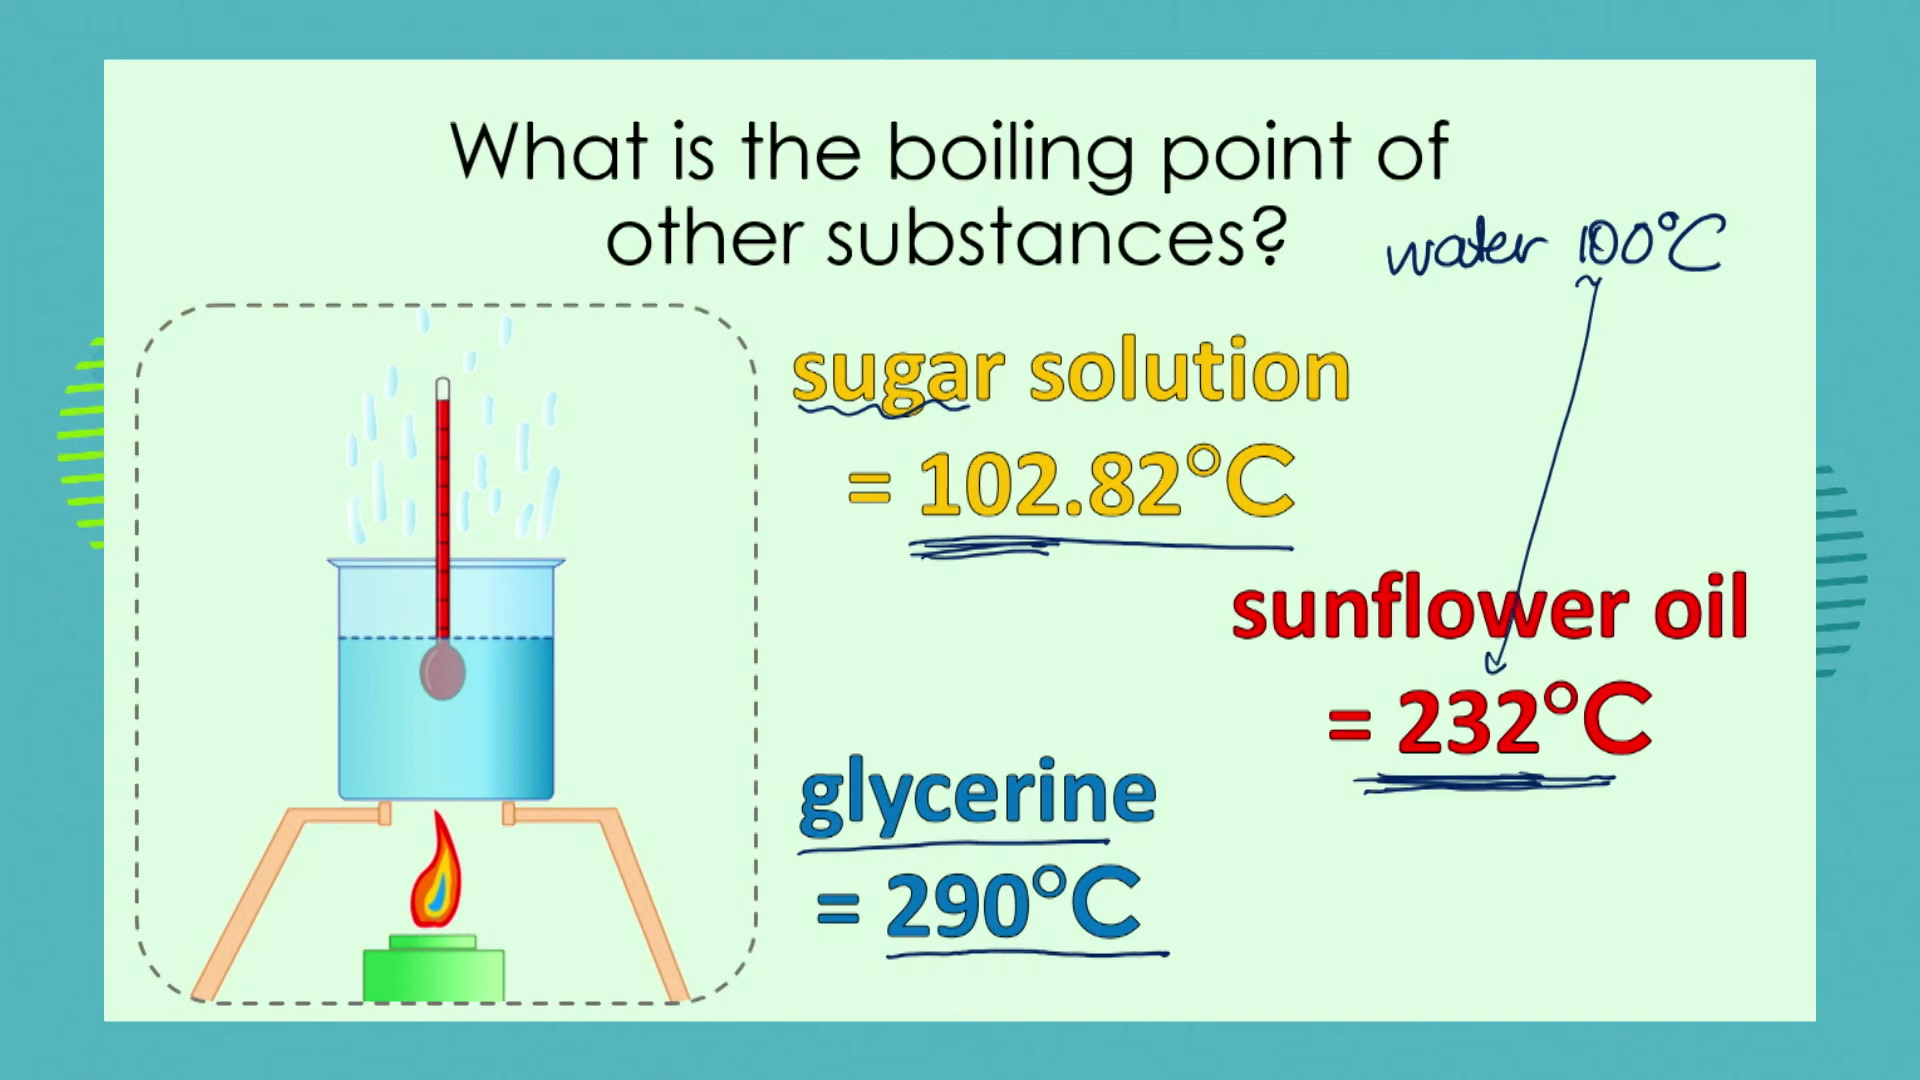 What is the boiling point of
other substances?
water 100°C
sugar solution
= 102.82°C
sunflower oil
= 232°C
glycerine
= 290°C